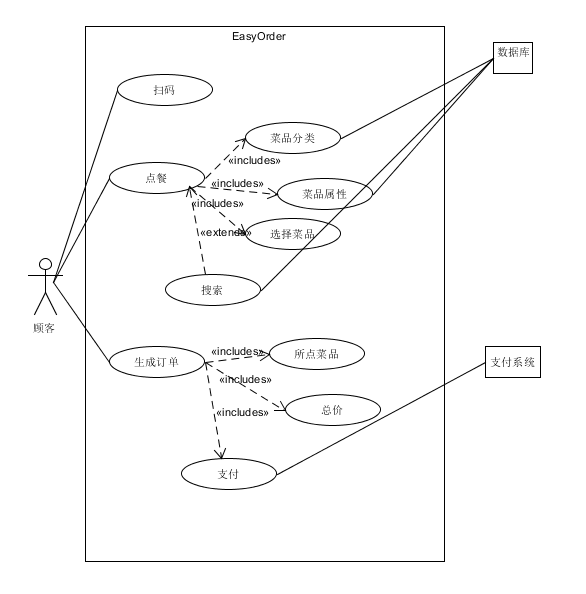 EasyOrder
数据库
扫码
菜品分类
«includes»
点餐
«includes»
菜品属性
«includes»
«extends»
选择菜品
搜索
顾客
生成订单
«includes»
所点菜品
支付系统
«includes»
«includes»
总价
支付